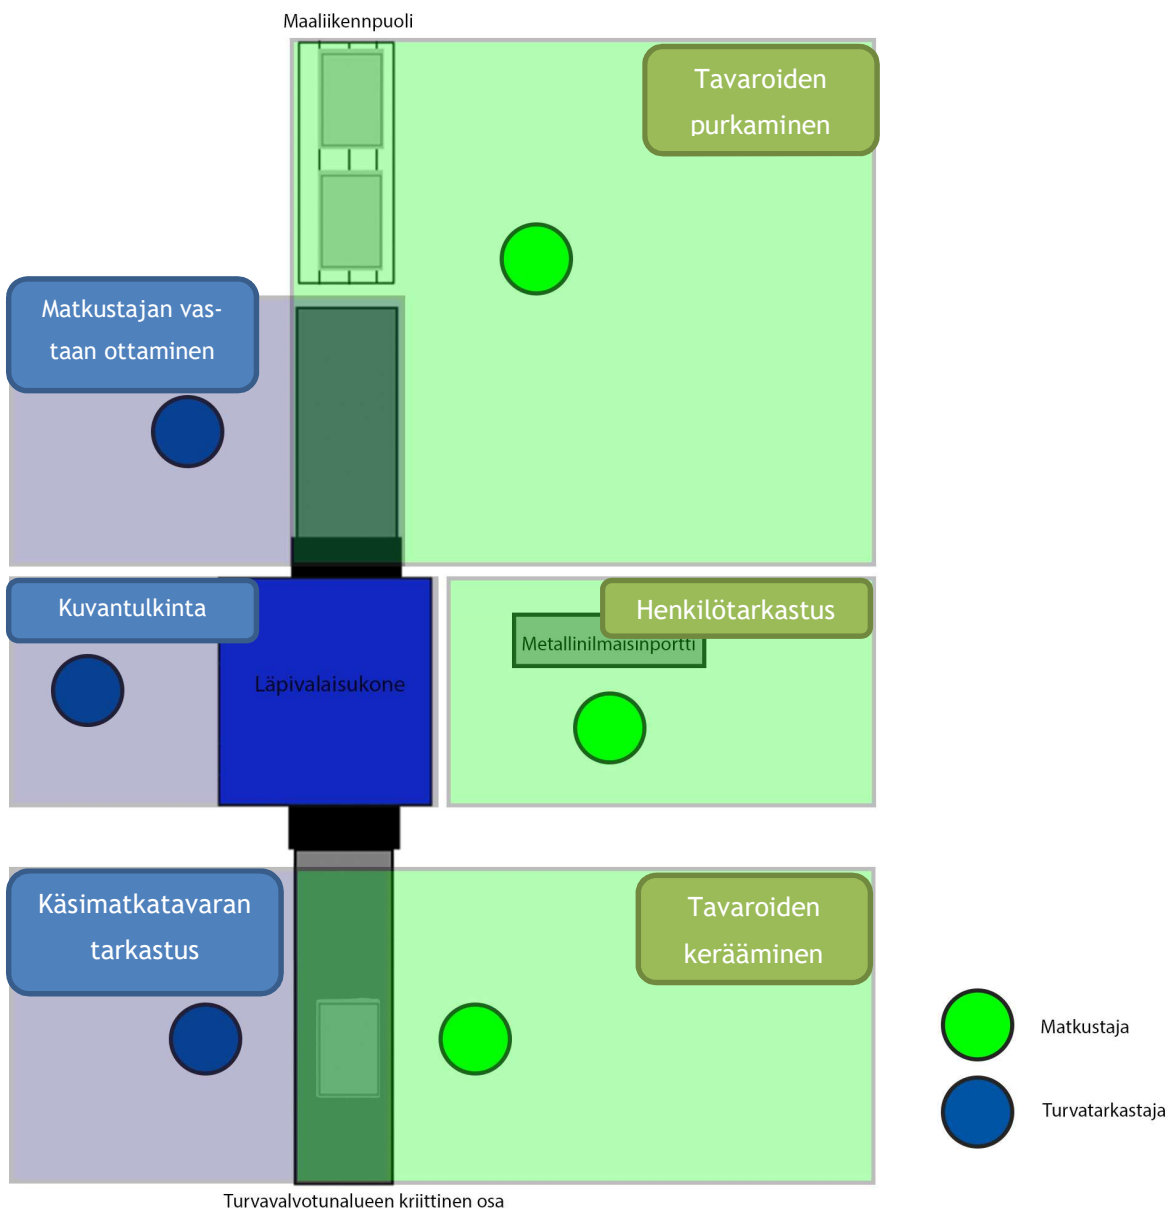 Maaliikennpuoli
Tavaroiden
purkaminen
Matkustajan vas-
taan ottaminen
Kuvantulkinta
Henkilötarkastus
Metallinilmaisinportti
Läpivalaisukone
Käsimatkatavaran
tarkastus
Tavaroiden
kerääminen
Matkustaja
Turvatarkastaja
Turvavalvotunalueen kriittinen osa